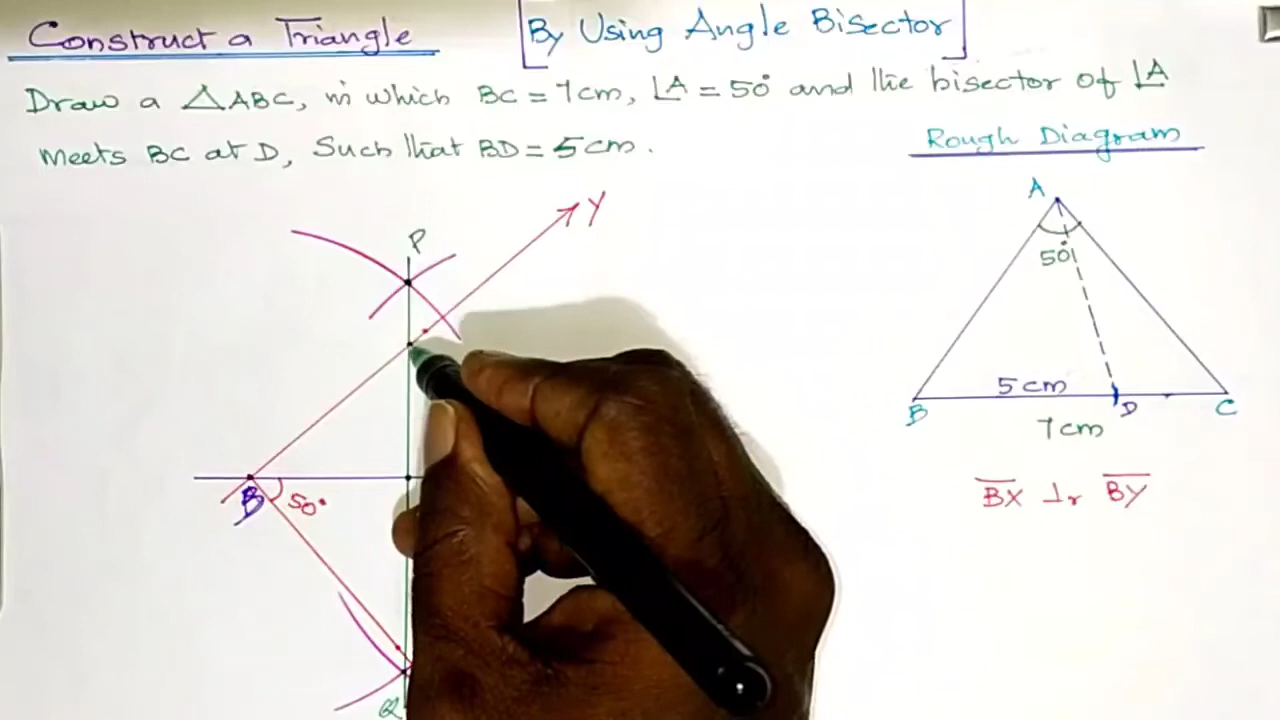 Construct a Triangle [By Using Angle Bisector]
Draw a △ABC, in which BC = 7cm, ∠A = 50° and the bisector of ∠A
meets BC at D, Such that BD = 5cm.
Rough Diagram
A
50°
5cm
B
D
C
7cm
BX ⊥r BY
Y
P
B
50°
Q